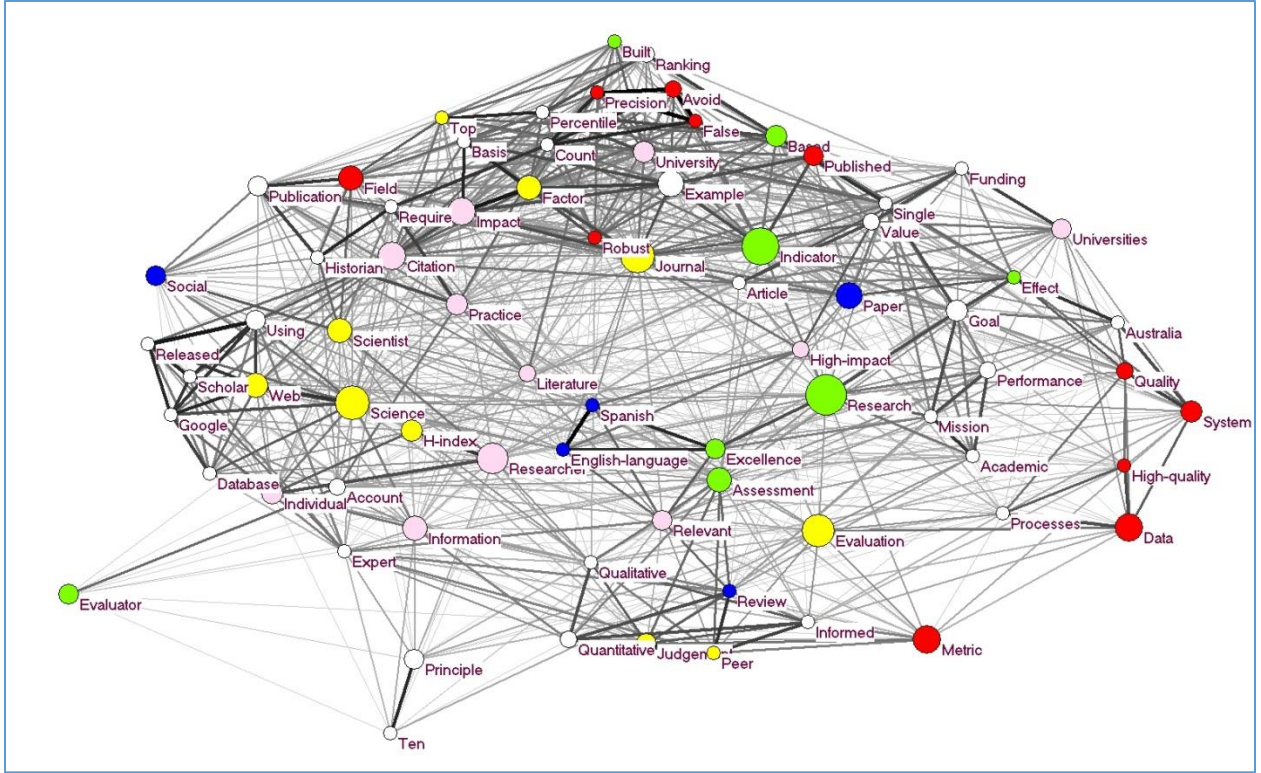 Built
Ranking
Precision
Avoid
Top
Percentile
False
Basis
Count
University
Based
Published
Funding
Publication
Field
Factor
Example
Require
Impact
Single
Value
Universities
Robust
Historian
Citation
Journal
Indicator
Social
Article
Effect
Practice
Paper
Goal
Using
Scientist
Australia
Released
High-impact
Scholar
Web
Literature
Performance
Quality
Google
Science
Spanish
Research
Mission
System
H-index
English-language
Excellence
Academic
High-quality
Database
Researcher
Individual
Account
Assessment
Processes
Information
Relevant
Evaluation
Data
Expert
Qualitative
Evaluator
Review
Informed
Quantitative
Judgement
Peer
Metric
Principle
Ten